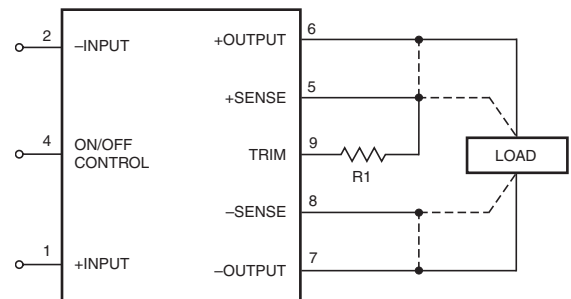 2
–INPUT
+OUTPUT
6
+SENSE
5
4
ON/OFF
CONTROL
TRIM
9
R1
LOAD
–SENSE
8
1
+INPUT
–OUTPUT
7